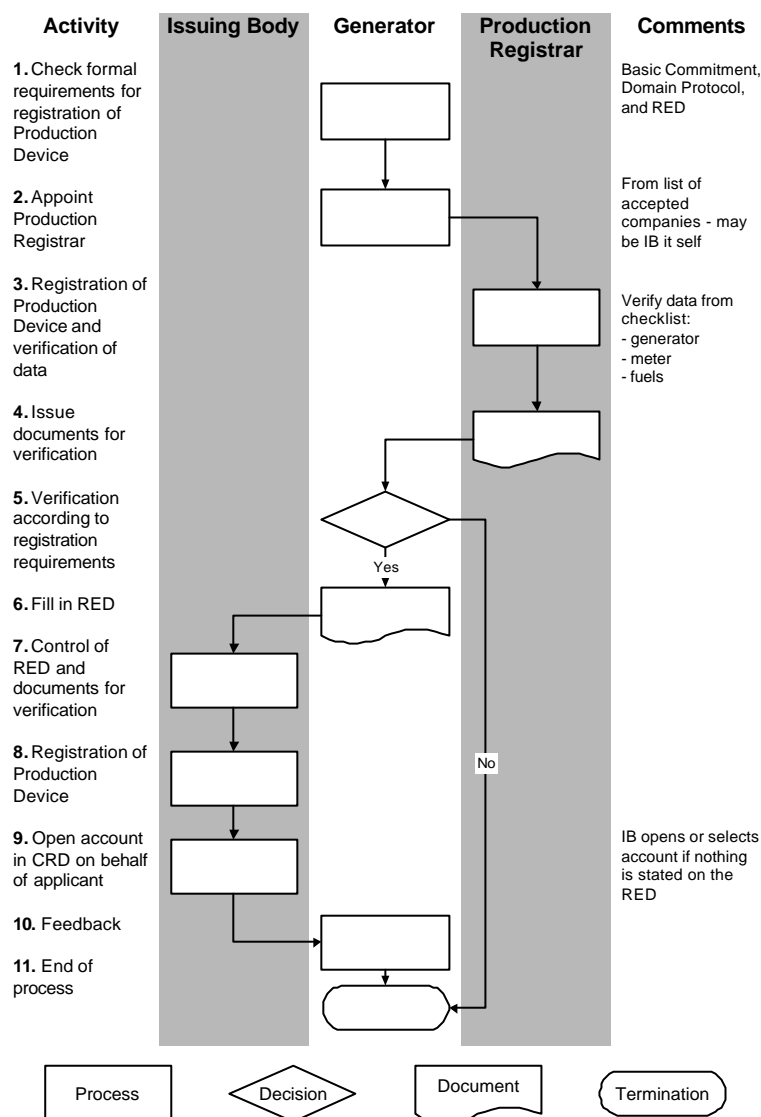 Activity
Issuing Body
Generator
Production
Registrar
Comments
1. Check formal
requirements for
registration of
Production
Device
Basic Commitment,
Domain Protocol,
and RED
2. Appoint
Production
Registrar
From list of
accepted
companies - may
be IB it self
3. Registration of
Production
Device and
verification of
data
Verify data from
checklist:
- generator
- meter
- fuels
4. Issue
documents for
verification
5. Verification
according to
registration
requirements
Yes
6. Fill in RED
7. Control of
RED and
documents for
verification
8. Registration of
Production
Device
No
9. Open account
in CRD on behalf
of applicant
IB opens or selects
account if nothing
is stated on the
RED
10. Feedback
11. End of
process
Process
Decision
Document
Termination